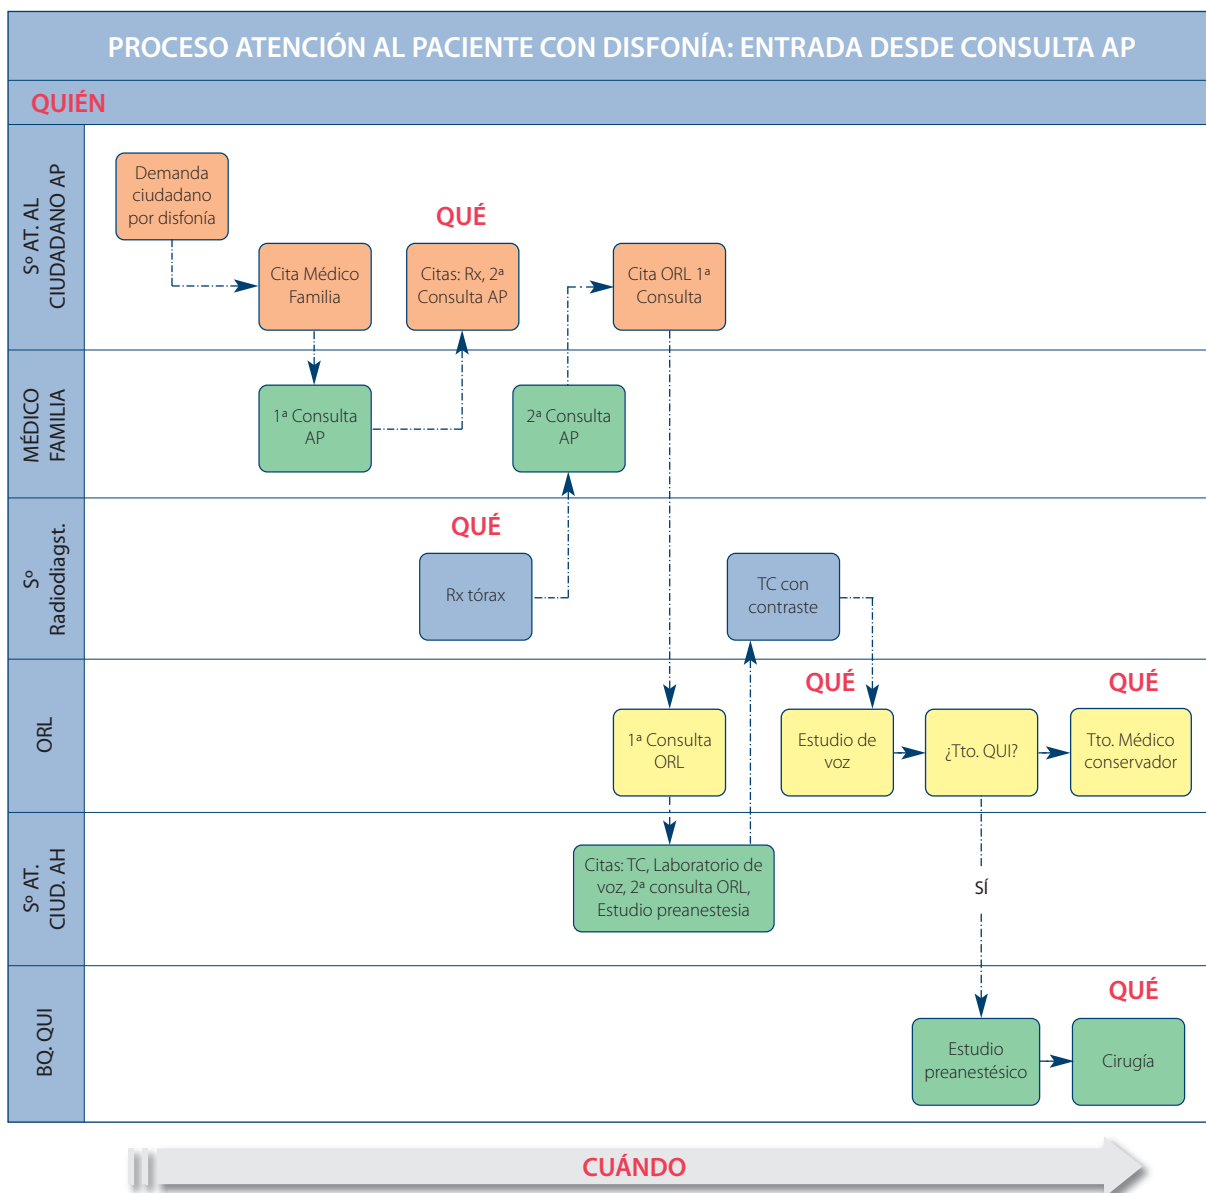 PROCESO ATENCIÓN AL PACIENTE CON DISFONÍA: ENTRADA DESDE CONSULTA AP
QUIÉN
Sº AT. AL
CIUDADANO AP
Demanda
ciudadano
por disfonía
Cita Médico
Familia
QUÉ
Citas: Rx, 2ª
Consulta AP
Cita ORL 1ª
Consulta
MÉDICO
FAMILIA
1ª Consulta
AP
2ª Consulta
AP
Sº
Radiodiagst.
QUÉ
Rx tórax
TC con
contraste
ORL
1ª Consulta
ORL
QUÉ
Estudio de
voz
¿Tto. QUI?
QUÉ
Tto. Médico
conservador
Sº AT.
CIUD. AH
Citas: TC, Laboratorio de
voz, 2ª consulta ORL,
Estudio preanestesia
SÍ
BQ. QUI
Estudio
preanestésico
QUÉ
Cirugía
CUÁNDO